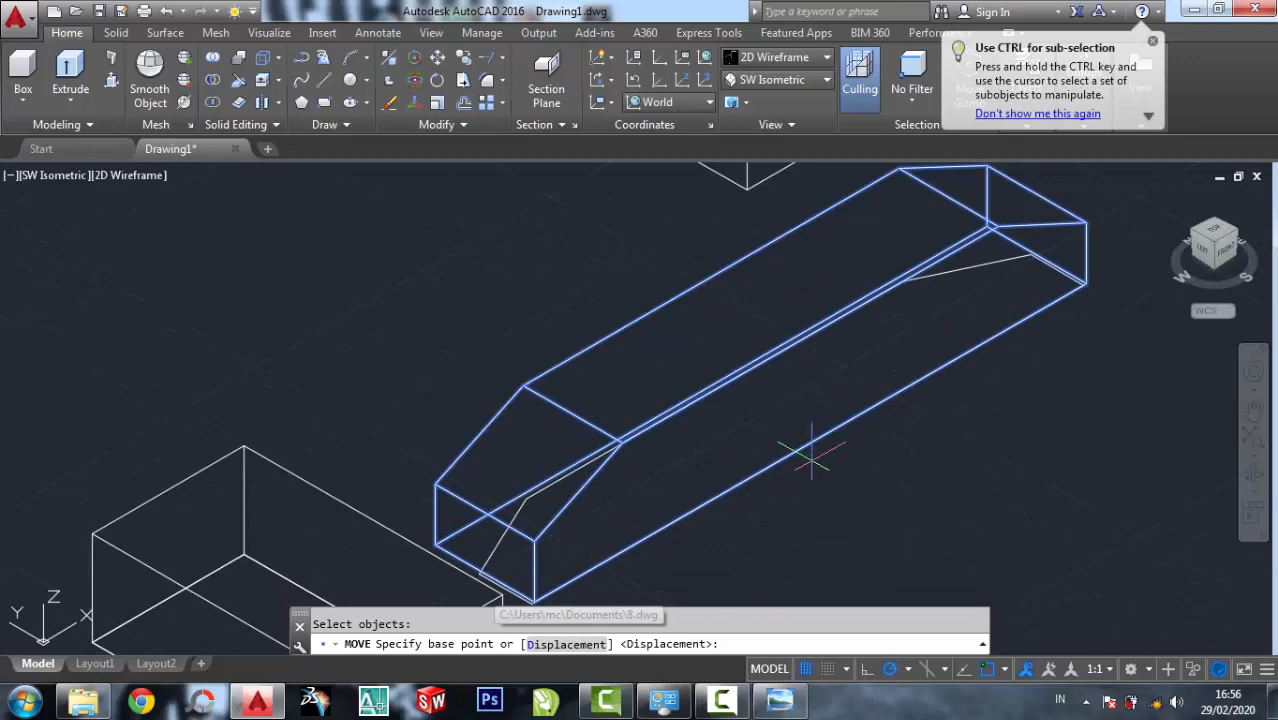 Autodesk AutoCAD 2016 Drawing1.dwg
Type a keyword or phrase
Sign In
Home Solid Surface Mesh Visualize Insert Annotate View Manage Output Add-ins A360 Express Tools Featured Apps BIM 360
Use CTRL for sub-selection
Press and hold the CTRL key and
use the cursor to select a set of
subobjects to manipulate.
Don't show me this again
2D Wireframe
SW Isometric
World
Box Extrude Smooth
Object
Section
Plane
Culling No Filter
Modeling Mesh Solid Editing Draw Modify Section Coordinates View Selection
Start Drawing1*
[−][SW Isometric][2D Wireframe]
TOP
LEFT FRONT
W S
WCS
Z
Y X
C:\Users\mc\Documents\8.dwg
Select objects:
MOVE Specify base point or [Displacement] <Displacement>:
Model Layout1 Layout2 +
MODEL 1:1
SW Ps
IN 16:56
29/02/2020